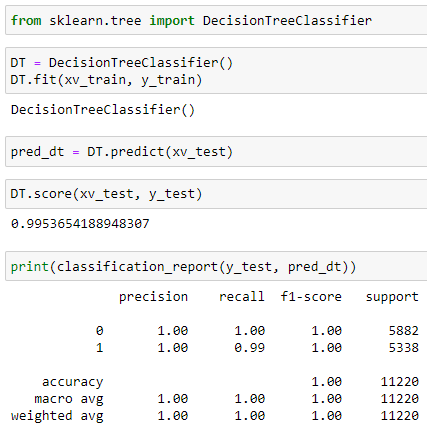 from sklearn.tree import DecisionTreeClassifier
DT = DecisionTreeClassifier()
DT.fit(xv_train, y_train)
DecisionTreeClassifier()
pred_dt = DT.predict(xv_test)
DT.score(xv_test, y_test)
0.9953654188948307
print(classification_report(y_test, pred_dt))
precision recall f1-score support
0 1.00 1.00 1.00 5882
1 1.00 0.99 1.00 5338
accuracy 1.00 11220
macro avg 1.00 1.00 1.00 11220
weighted avg 1.00 1.00 1.00 11220